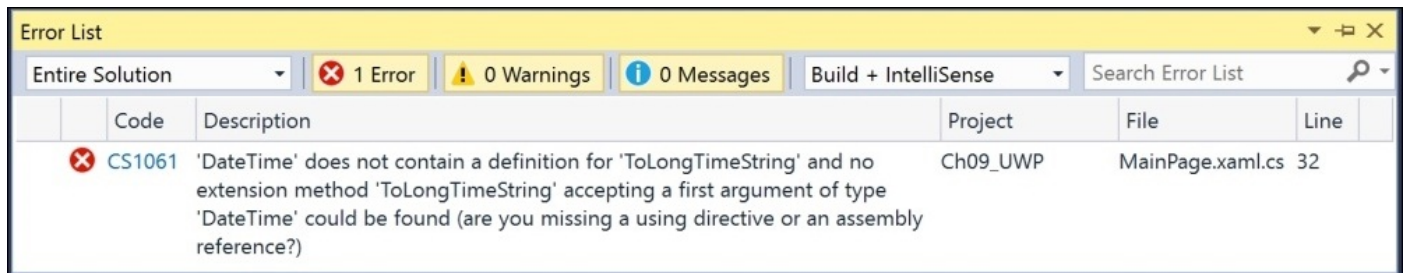 Error List
Entire Solution 1 Error 0 Warnings 0 Messages Build + IntelliSense Search Error List
Code Description Project File Line
CS1061 'DateTime' does not contain a definition for 'ToLongTimeString' and no Ch09_UWP MainPage.xaml.cs 32
extension method 'ToLongTimeString' accepting a first argument of type
'DateTime' could be found (are you missing a using directive or an assembly
reference?)